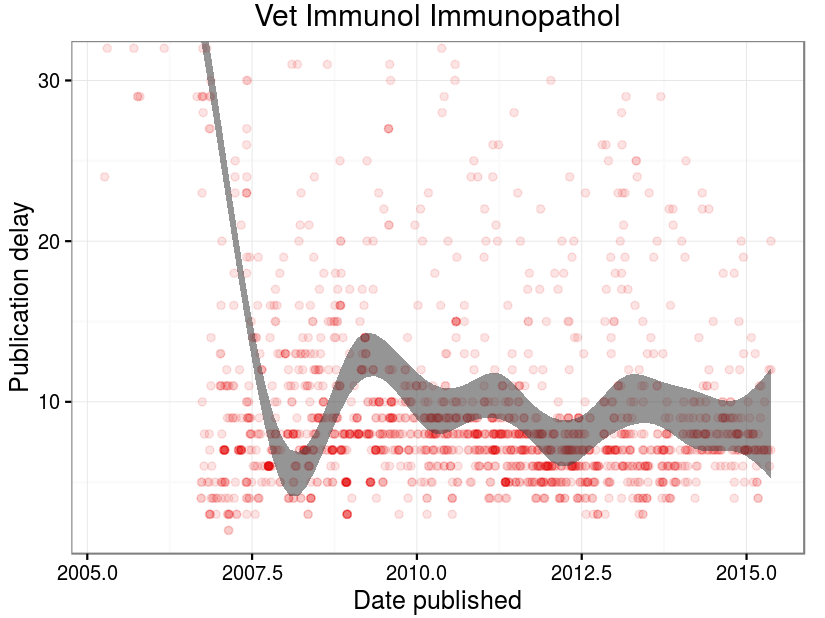 Vet Immunol Immunopathol
30
20
10
Publication delay
2005.0 2007.5 2010.0 2012.5 2015.0
Date published